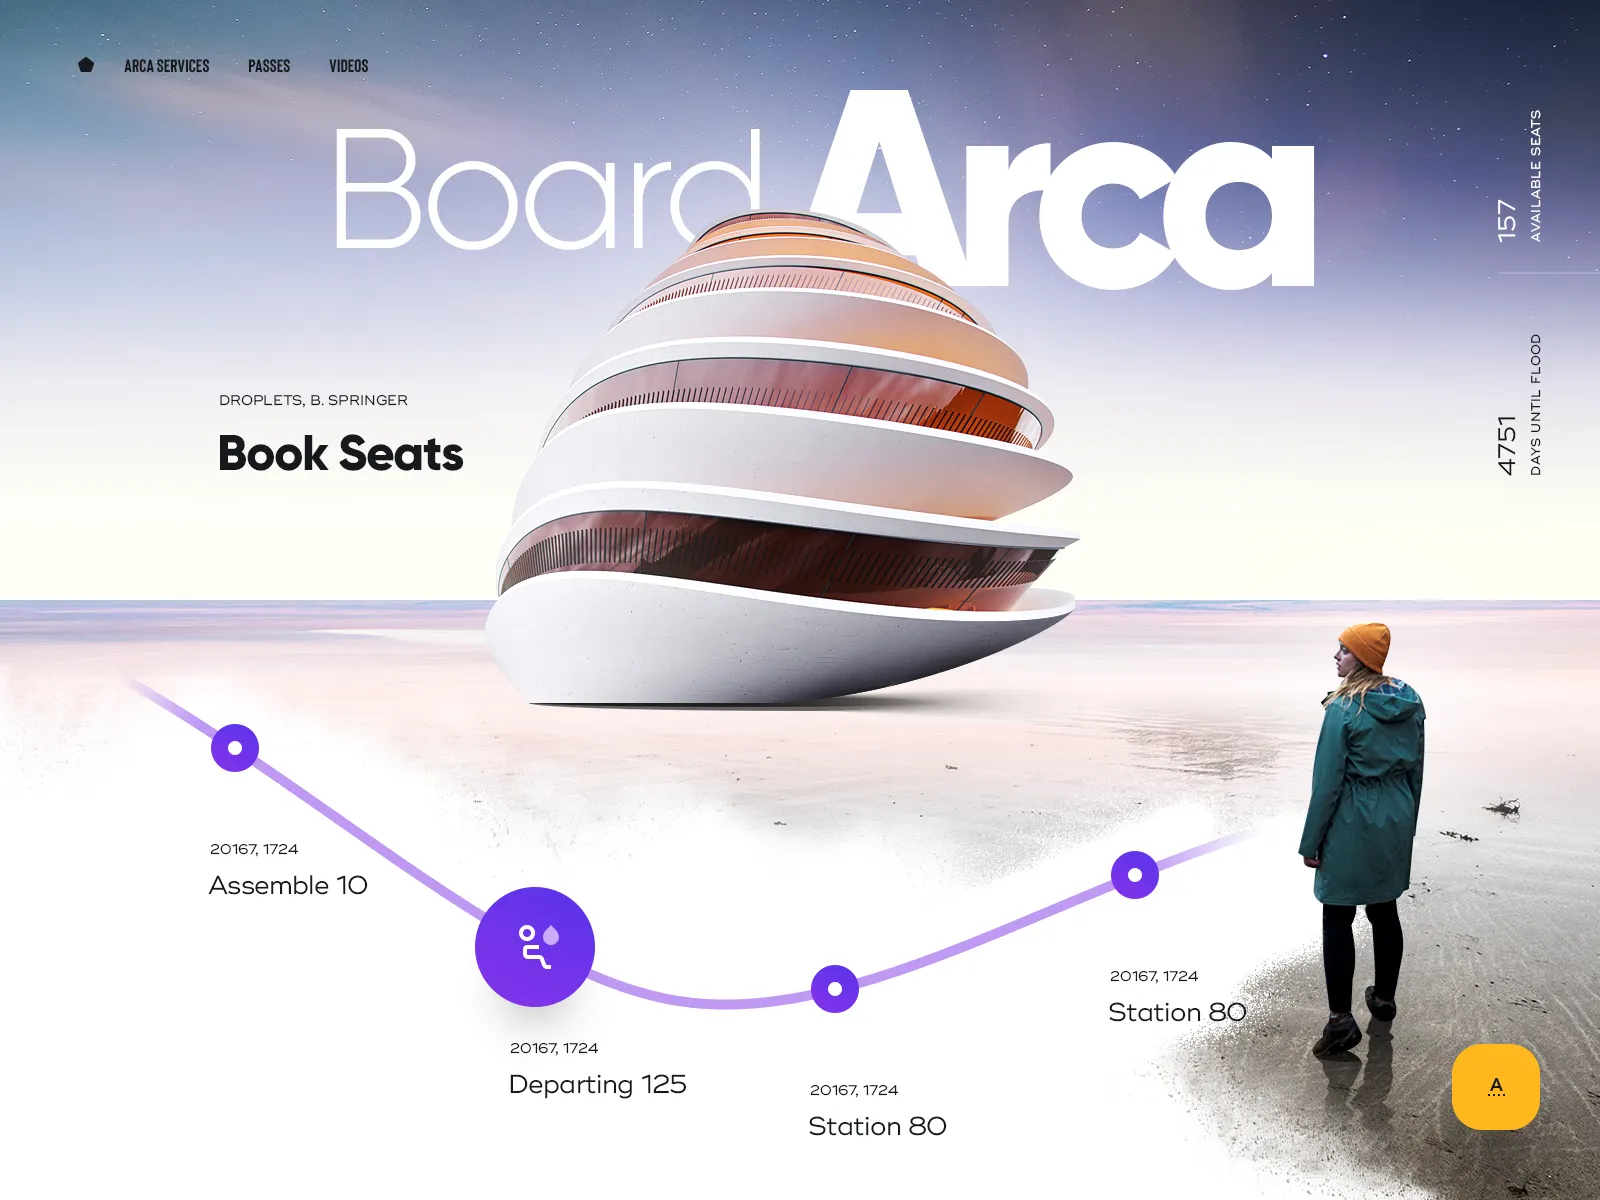 ARCA SERVICES PASSES VIDEOS
Board Arca
157
AVAILABLE SEATS
4751
DAYS UNTIL FLOOD
DROPLETS, B. SPRINGER
Book Seats
20167, 1724
Assemble 10
20167, 1724
Departing 125
20167, 1724
Station 80
20167, 1724
Station 80
A